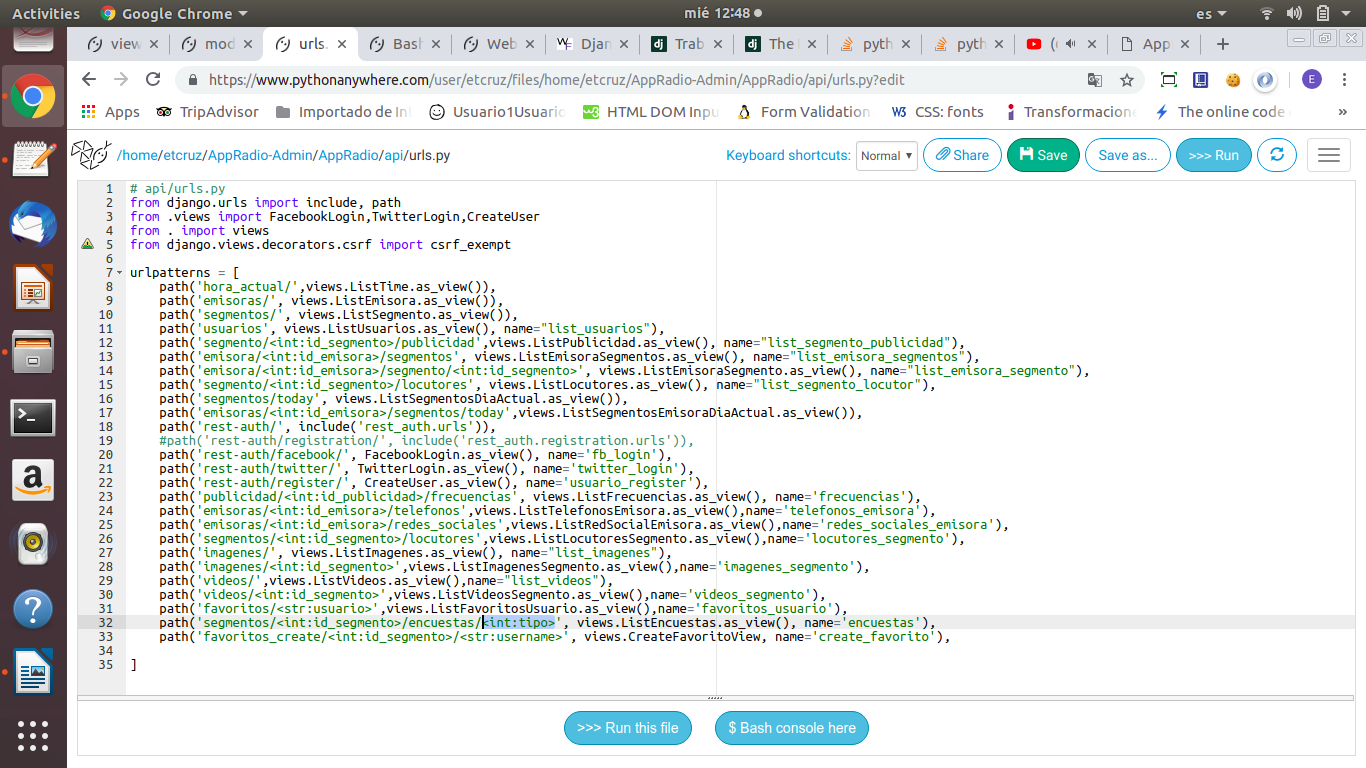 Activities
Google Chrome
mié 12:48
es
view
mod
urls.
Bash
Web
Djan
Trab
The
pyth
pyth
(
App
https://www.pythonanywhere.com/user/etcruz/files/home/etcruz/AppRadio-Admin/AppRadio/api/urls.py?edit
E
Apps
TripAdvisor
Importado de In
Usuario1Usuario
HTML DOM Inpu
Form Validation
W3 CSS: fonts
Transformacione
The online code
»
/home/etcruz/AppRadio-Admin/AppRadio/api/urls.py
Keyboard shortcuts:
Normal
Share
Save
Save as...
>>> Run
1 # api/urls.py
2 from django.urls import include, path
3 from .views import FacebookLogin,TwitterLogin,CreateUser
4 from . import views
5 from django.views.decorators.csrf import csrf_exempt
6
7 urlpatterns = [
8 path('hora_actual/',views.ListTime.as_view()),
9 path('emisoras/', views.ListEmisora.as_view()),
10 path('segmentos/', views.ListSegmento.as_view()),
11 path('usuarios', views.ListUsuarios.as_view(), name="list_usuarios"),
12 path('segmento/<int:id_segmento>/publicidad',views.ListPublicidad.as_view(), name="list_segmento_publicidad"),
13 path('emisora/<int:id_emisora>/segmentos', views.ListEmisoraSegmentos.as_view(), name="list_emisora_segmentos"),
14 path('emisora/<int:id_emisora>/segmento/<int:id_segmento>', views.ListEmisoraSegmento.as_view(), name="list_emisora_segmento"),
15 path('segmento/<int:id_segmento>/locutores', views.ListLocutores.as_view(), name="list_segmento_locutor"),
16 path('segmentos/today', views.ListSegmentosDiaActual.as_view()),
17 path('emisoras/<int:id_emisora>/segmentos/today',views.ListSegmentosEmisoraDiaActual.as_view()),
18 path('rest-auth/', include('rest_auth.urls')),
19 #path('rest-auth/registration/', include('rest_auth.registration.urls')),
20 path('rest-auth/facebook/', FacebookLogin.as_view(), name='fb_login'),
21 path('rest-auth/twitter/', TwitterLogin.as_view(), name='twitter_login'),
22 path('rest-auth/register/', CreateUser.as_view(), name='usuario_register'),
23 path('publicidad/<int:id_publicidad>/frecuencias', views.ListFrecuencias.as_view(), name='frecuencias'),
24 path('emisoras/<int:id_emisora>/telefonos',views.ListTelefonosEmisora.as_view(),name='telefonos_emisora'),
25 path('emisoras/<int:id_emisora>/redes_sociales',views.ListRedSocialEmisora.as_view(),name='redes_sociales_emisora'),
26 path('segmentos/<int:id_segmento>/locutores',views.ListLocutoresSegmento.as_view(),name='locutores_segmento'),
27 path('imagenes/', views.ListImagenes.as_view(), name="list_imagenes"),
28 path('imagenes/<int:id_segmento>',views.ListImagenesSegmento.as_view(),name='imagenes_segmento'),
29 path('videos/',views.ListVideos.as_view(),name="list_videos"),
30 path('videos/<int:id_segmento>',views.ListVideosSegmento.as_view(),name='videos_segmento'),
31 path('favoritos/<str:usuario>',views.ListFavoritosUsuario.as_view(),name='favoritos_usuario'),
32 path('segmentos/<int:id_segmento>/encuestas/<int:tipo>', views.ListEncuestas.as_view(), name='encuestas'),
33 path('favoritos_create/<int:id_segmento>/<str:username>', views.CreateFavoritoView, name='create_favorito'),
34
35 ]
>>> Run this file
$ Bash console here